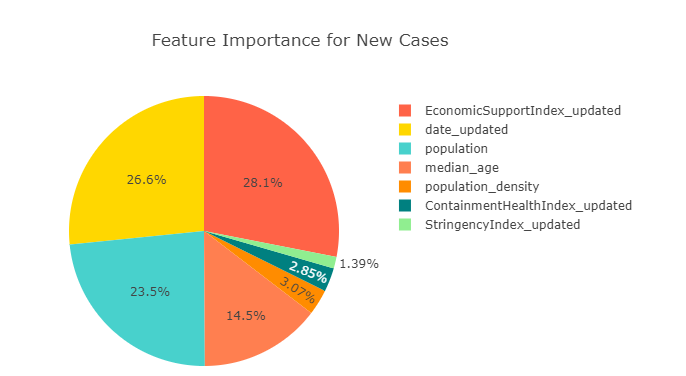 Feature Importance for New Cases
EconomicSupportIndex_updated
date_updated
population
median_age
population_density
ContainmentHealthIndex_updated
StringencyIndex_updated
26.6%
28.1%
1.39%
2.85%
3.07%
23.5%
14.5%